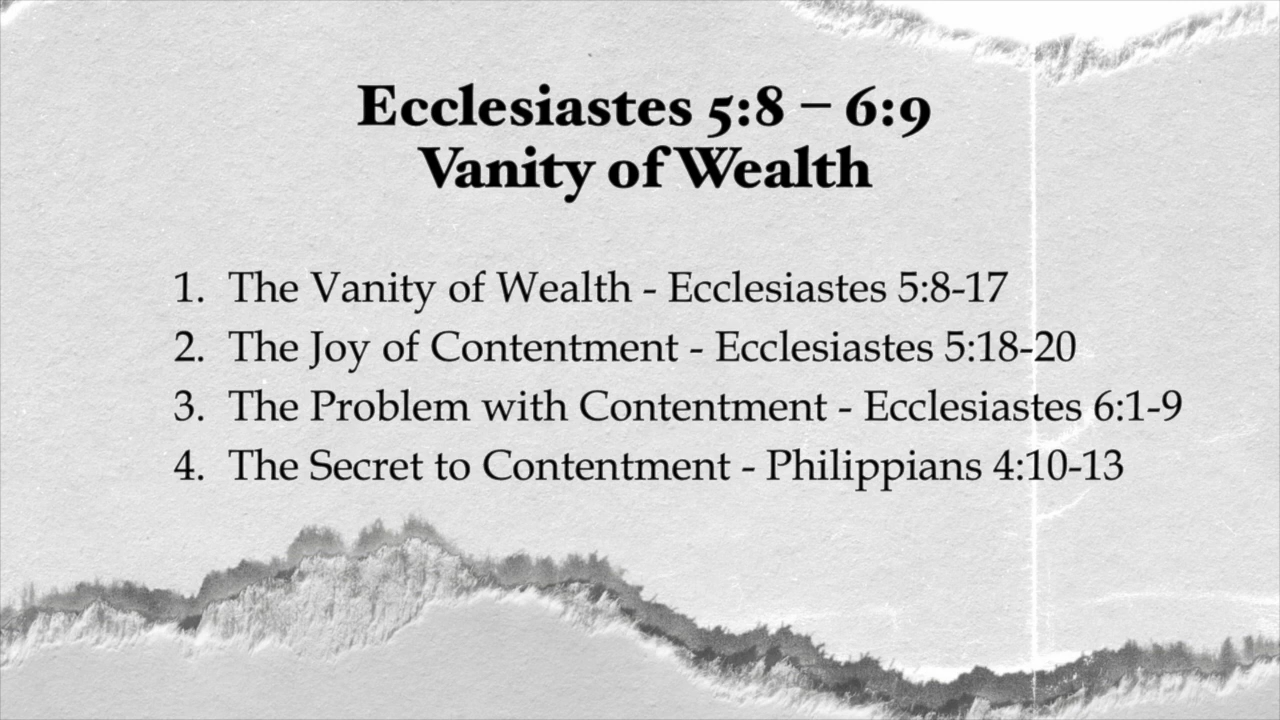 Ecclesiastes 5:8 – 6:9
Vanity of Wealth
1. The Vanity of Wealth - Ecclesiastes 5:8-17
2. The Joy of Contentment - Ecclesiastes 5:18-20
3. The Problem with Contentment - Ecclesiastes 6:1-9
4. The Secret to Contentment - Philippians 4:10-13